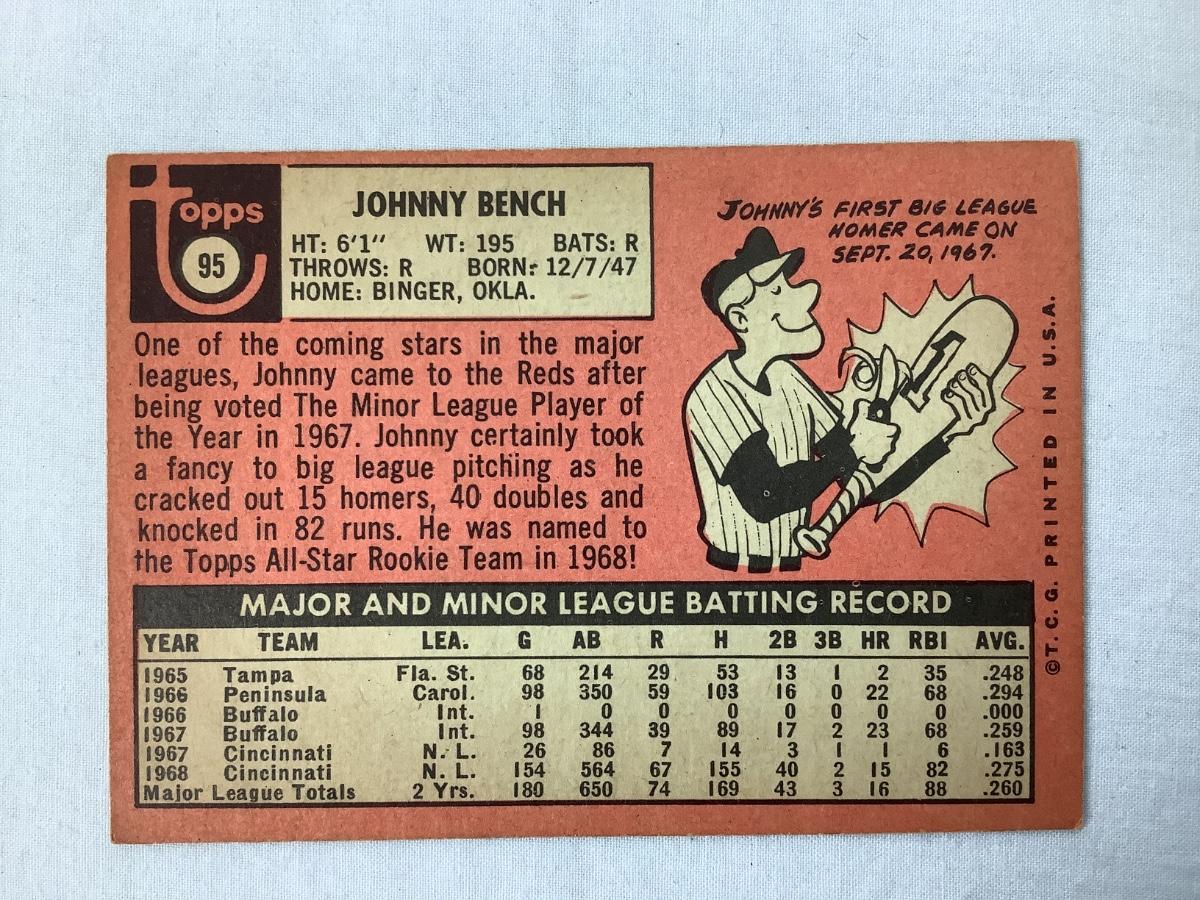 topps
95
JOHNNY BENCH
HT: 6'1" WT: 195 BATS: R
THROWS: R BORN: 12/7/47
HOME: BINGER, OKLA.
One of the coming stars in the major
leagues, Johnny came to the Reds after
being voted The Minor League Player of
the Year in 1967. Johnny certainly took
a fancy to big league pitching as he
cracked out 15 homers, 40 doubles and
knocked in 82 runs. He was named to
the Topps All-Star Rookie Team in 1968!
JOHNNY'S FIRST BIG LEAGUE
HOMER CAME ON
SEPT. 20, 1967.
1
©T. C. G. PRINTED IN U.S.A.
MAJOR AND MINOR LEAGUE BATTING RECORD
YEAR TEAM LEA. G AB R H 2B 3B HR RBI AVG.
1965 Tampa Fla. St. 68 214 29 53 13 1 2 35 .248
1966 Peninsula Carol. 98 350 59 103 16 0 22 68 .294
1966 Buffalo Int. 1 0 0 0 0 0 0 0 .000
1967 Buffalo Int. 98 344 39 89 17 2 23 68 .259
1967 Cincinnati N. L. 26 86 7 14 3 1 1 6 .163
1968 Cincinnati N. L. 154 564 67 155 40 2 15 82 .275
Major League Totals 2 Yrs. 180 650 74 169 43 3 16 88 .260